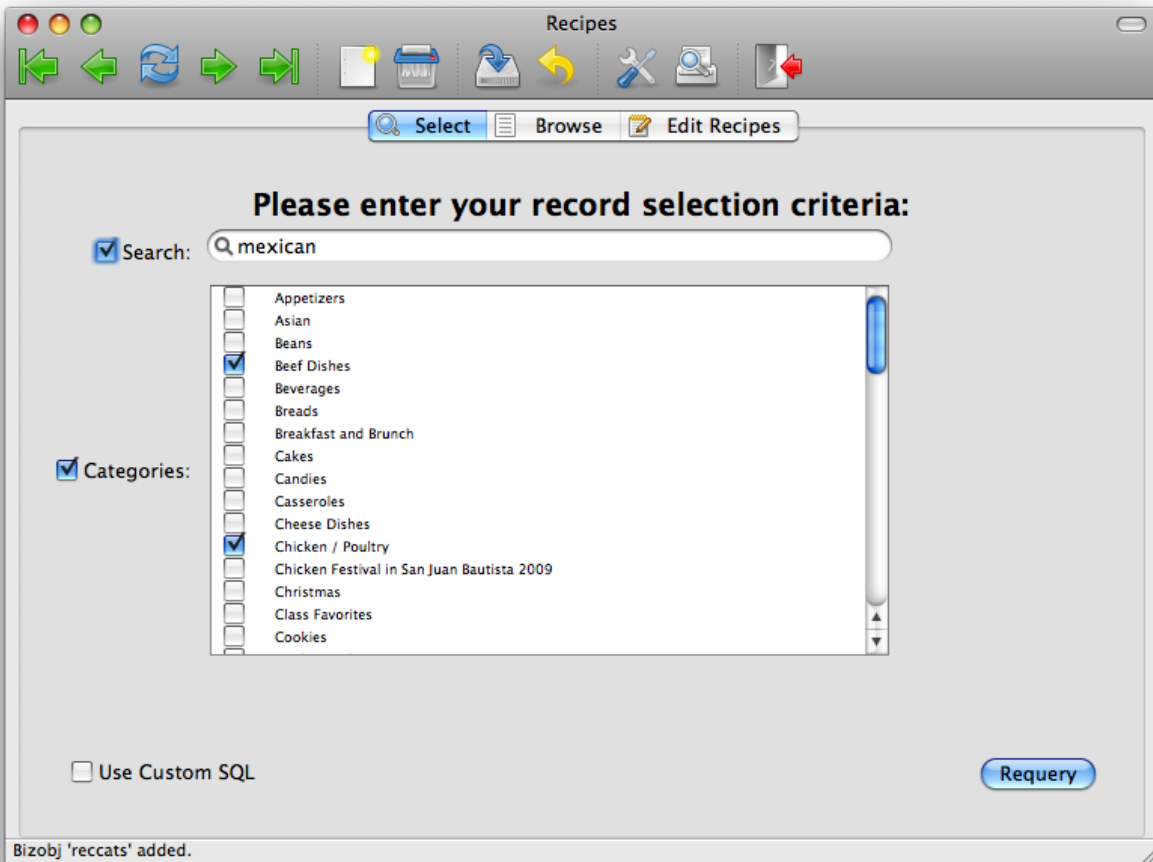 Recipes
Select Browse Edit Recipes
Please enter your record selection criteria:
Search: mexican
Appetizers
Asian
Beans
Beef Dishes
Beverages
Breads
Breakfast and Brunch
Cakes
Categories:
Candies
Casseroles
Cheese Dishes
Chicken / Poultry
Chicken Festival in San Juan Bautista 2009
Christmas
Class Favorites
Cookies
Use Custom SQL Requery
Bizobj 'reccats' added.